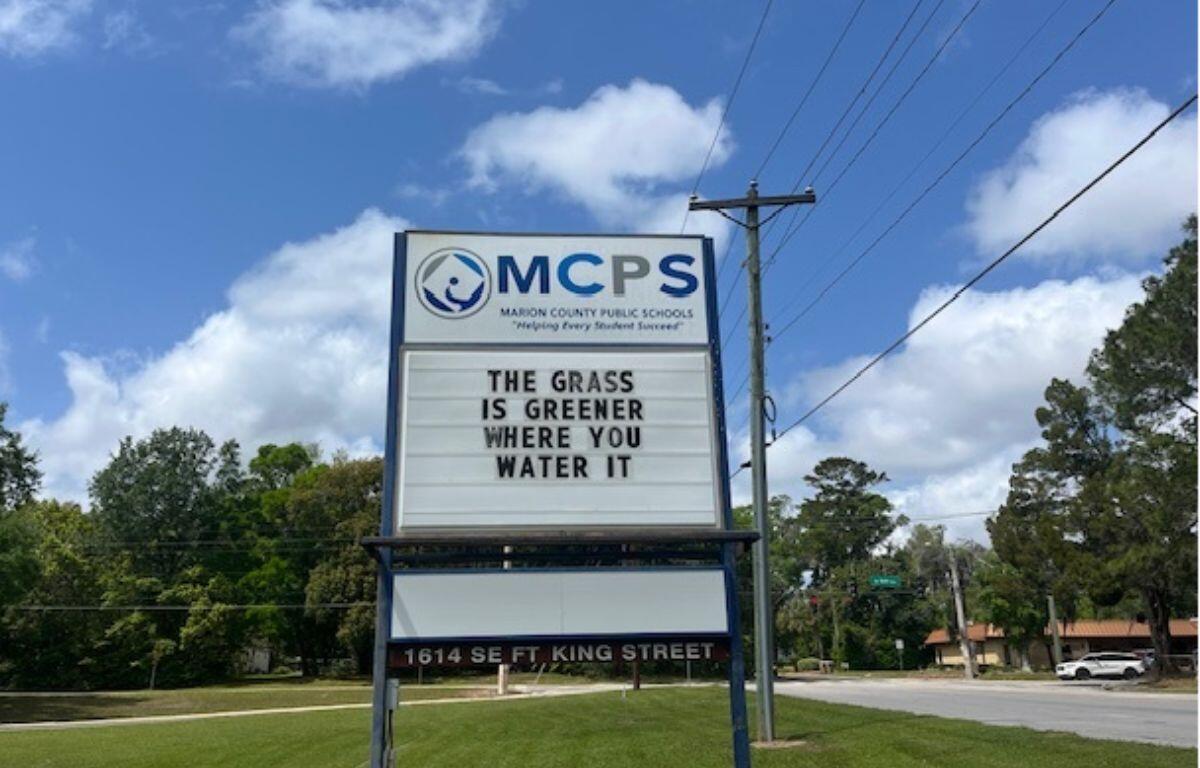 MCPS
MARION COUNTY PUBLIC SCHOOLS
"Helping Every Student Succeed"
THE GRASS
IS GREENER
WHERE YOU
WATER IT
1614 SE FT KING STREET